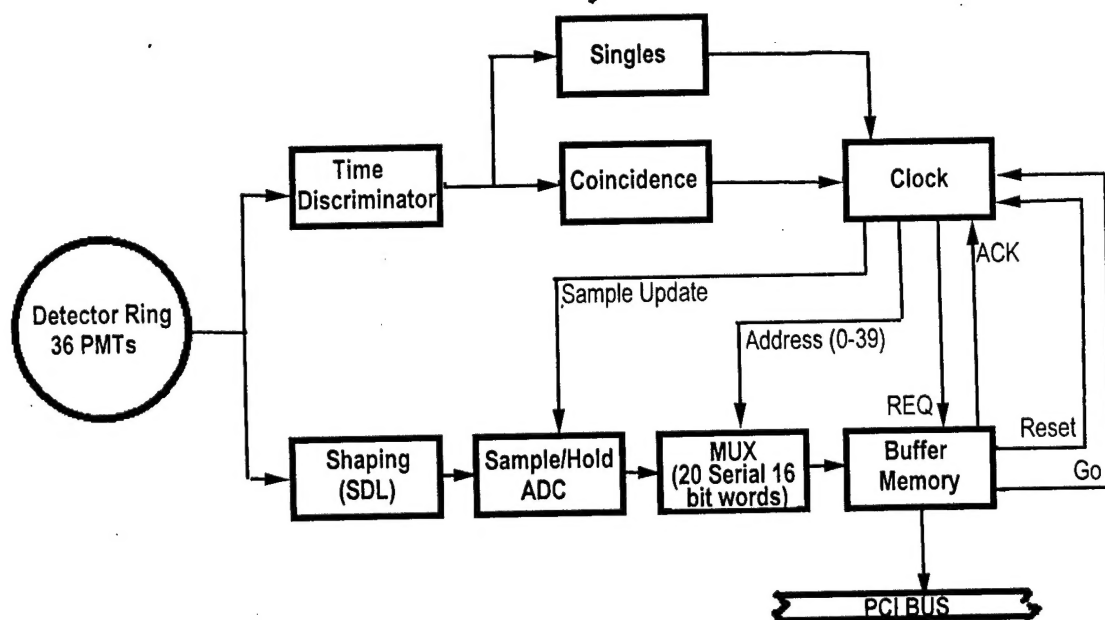 Singles
Time
Discriminator
Coincidence
Clock
ACK
Sample Update
Detector Ring
36 PMTs
Address (0-39)
REQ
Reset
Shaping
(SDL)
Sample/Hold
ADC
MUX
(20 Serial 16
bit words)
Buffer
Memory
Go
PCI BUS